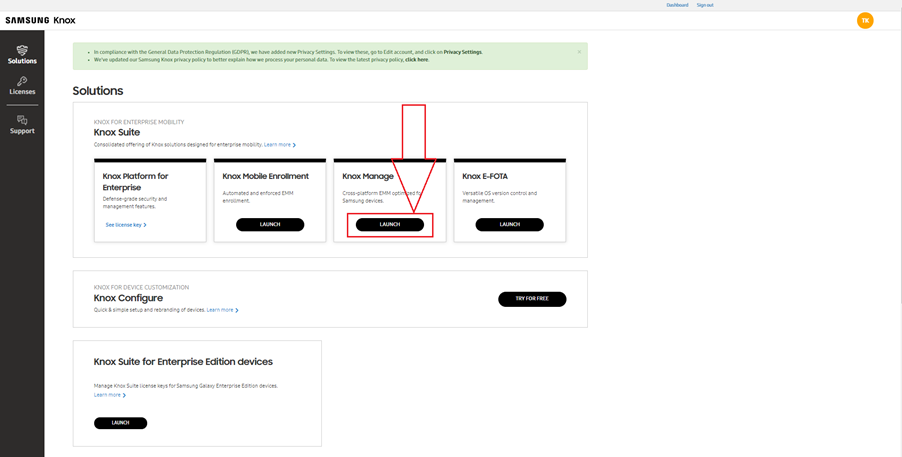 Dashboard Sign out
SAMSUNG Knox
TK
Solutions
Licenses
Support
In compliance with the General Data Protection Regulation (GDPR), we have added new Privacy Settings. To view these, go to Edit account, and click on Privacy Settings.
We've updated our Samsung Knox privacy policy to better explain how we process your personal data. To view the latest privacy policy, click here.
Solutions
KNOX FOR ENTERPRISE MOBILITY
Knox Suite
Consolidated offering of Knox solutions designed for enterprise mobility. Learn more
Knox Platform for
Enterprise
Defense-grade security and
management features.
See license key
Knox Mobile Enrollment
Automated and enforced EMM
enrollment.
LAUNCH
Knox Manage
Cross-platform EMM optimized for
Samsung devices.
LAUNCH
Knox E-FOTA
Versatile OS version control and
management.
LAUNCH
KNOX FOR DEVICE CUSTOMIZATION
Knox Configure
Quick & simple setup and rebranding of devices. Learn more
TRY FOR FREE
Knox Suite for Enterprise Edition devices
Manage Knox Suite license keys for Samsung Galaxy Enterprise Edition devices.
Learn more
LAUNCH